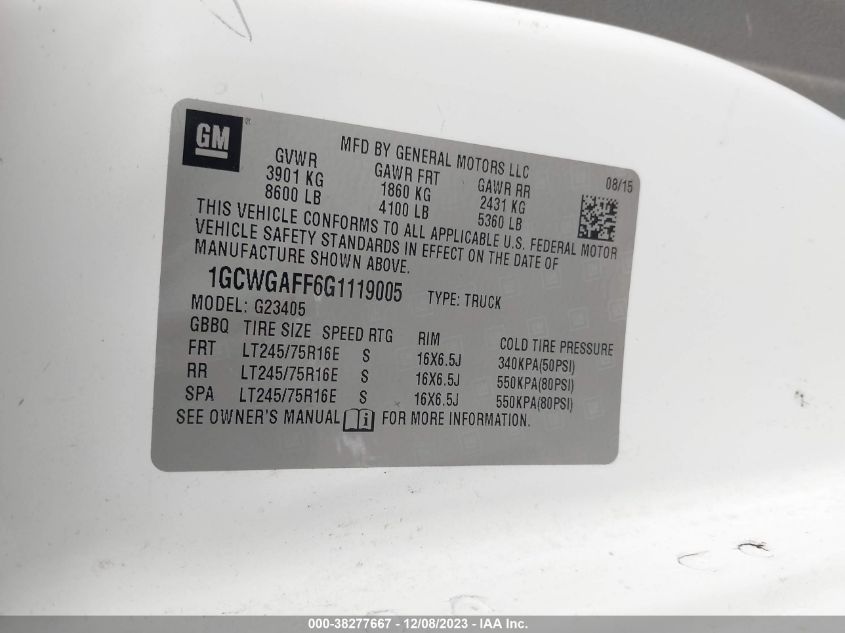 GM
MFD BY GENERAL MOTORS LLC
08/15
GVWR GAWR FRT GAWR RR
3901 KG 1860 KG 2431 KG
8600 LB 4100 LB 5360 LB
THIS VEHICLE CONFORMS TO ALL APPLICABLE U.S. FEDERAL MOTOR
VEHICLE SAFETY STANDARDS IN EFFECT ON THE DATE OF
MANUFACTURE SHOWN ABOVE.
1GCWGAFF6G1119005 TYPE: TRUCK
MODEL: G23405
GBBQ TIRE SIZE SPEED RTG RIM COLD TIRE PRESSURE
FRT LT245/75R16E S 16X6.5J 340KPA(50PSI)
RR LT245/75R16E S 16X6.5J 550KPA(80PSI)
SPA LT245/75R16E S 16X6.5J 550KPA(80PSI)
SEE OWNER'S MANUAL i FOR MORE INFORMATION.
000-38277667 - 12/08/2023 - IAA Inc.